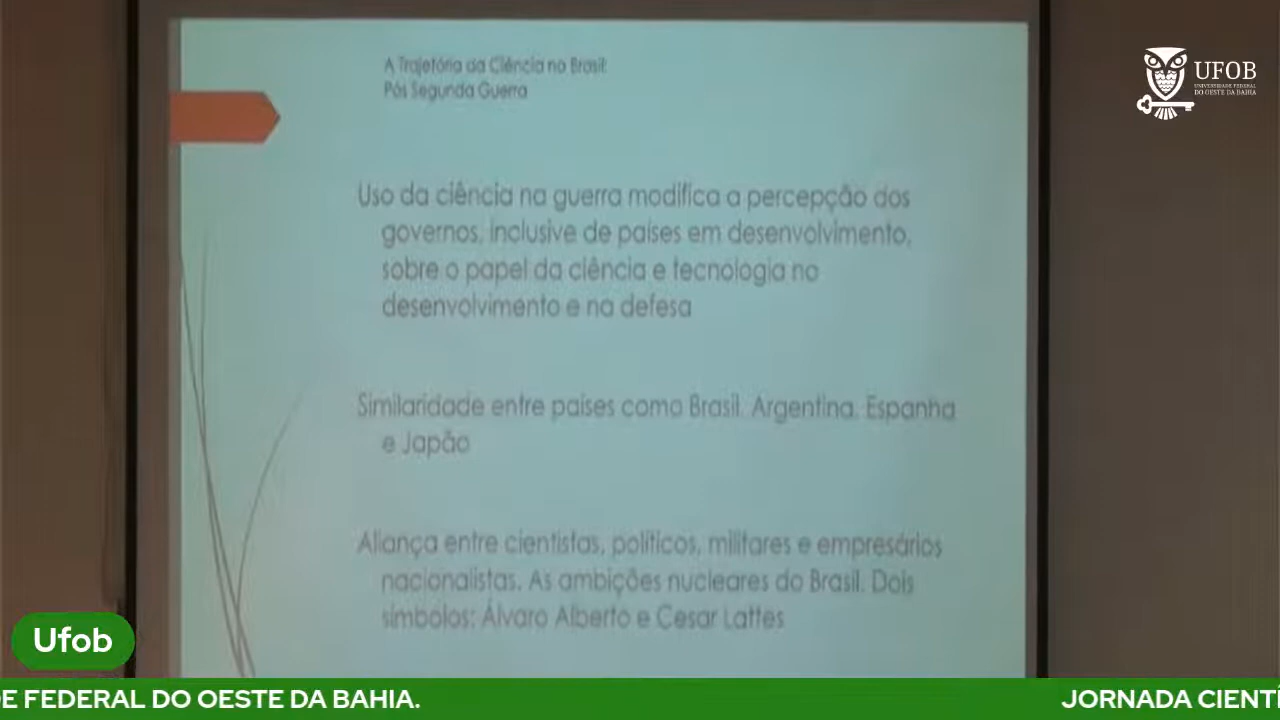 A Trajetória da Ciência no Brasil:
Pós Segunda Guerra
UFOB
UNIVERSIDADE FEDERAL
DO OESTE DA BAHIA
Uso da ciência na guerra modifica a percepção dos
governos, inclusive de países em desenvolvimento,
sobre o papel da ciência e tecnologia no
desenvolvimento e na defesa
Similaridade entre países como Brasil, Argentina, Espanha
e Japão
Aliança entre cientistas, políticos, militares e empresários
nacionalistas. As ambições nucleares do Brasil. Dois
símbolos: Álvaro Alberto e Cesar Lattes
Ufob
E FEDERAL DO OESTE DA BAHIA.
JORNADA CIENTÍ